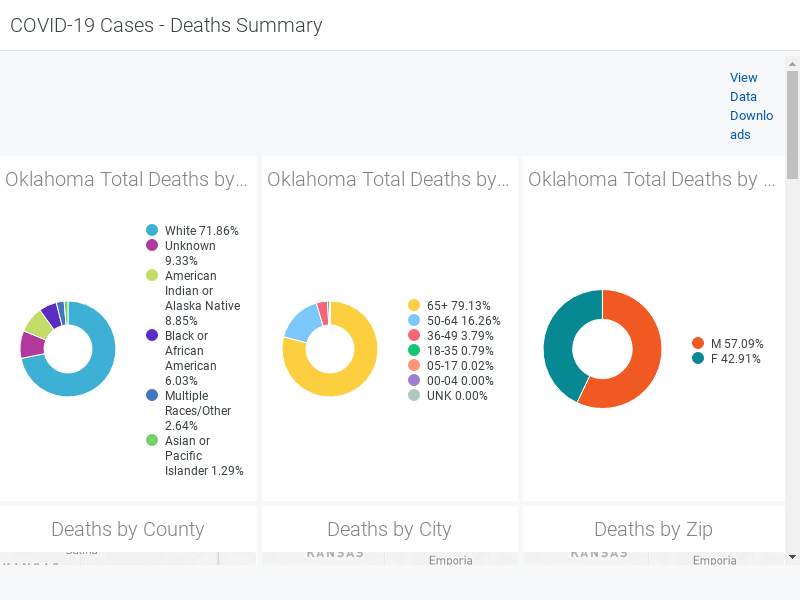 COVID-19 Cases - Deaths Summary
View
Data
Downlo
ads
Oklahoma Total Deaths by...
White 71.86%
Unknown
9.33%
American
Indian or
Alaska Native
8.85%
Black or
African
American
6.03%
Multiple
Races/Other
2.64%
Asian or
Pacific
Islander 1.29%
Oklahoma Total Deaths by...
65+ 79.13%
50-64 16.26%
36-49 3.79%
18-35 0.79%
05-17 0.02%
00-04 0.00%
UNK 0.00%
Oklahoma Total Deaths by ...
M 57.09%
F 42.91%
Deaths by County
Salina
KANSAS
Deaths by City
KANSAS
Emporia
Deaths by Zip
KANSAS
Emporia